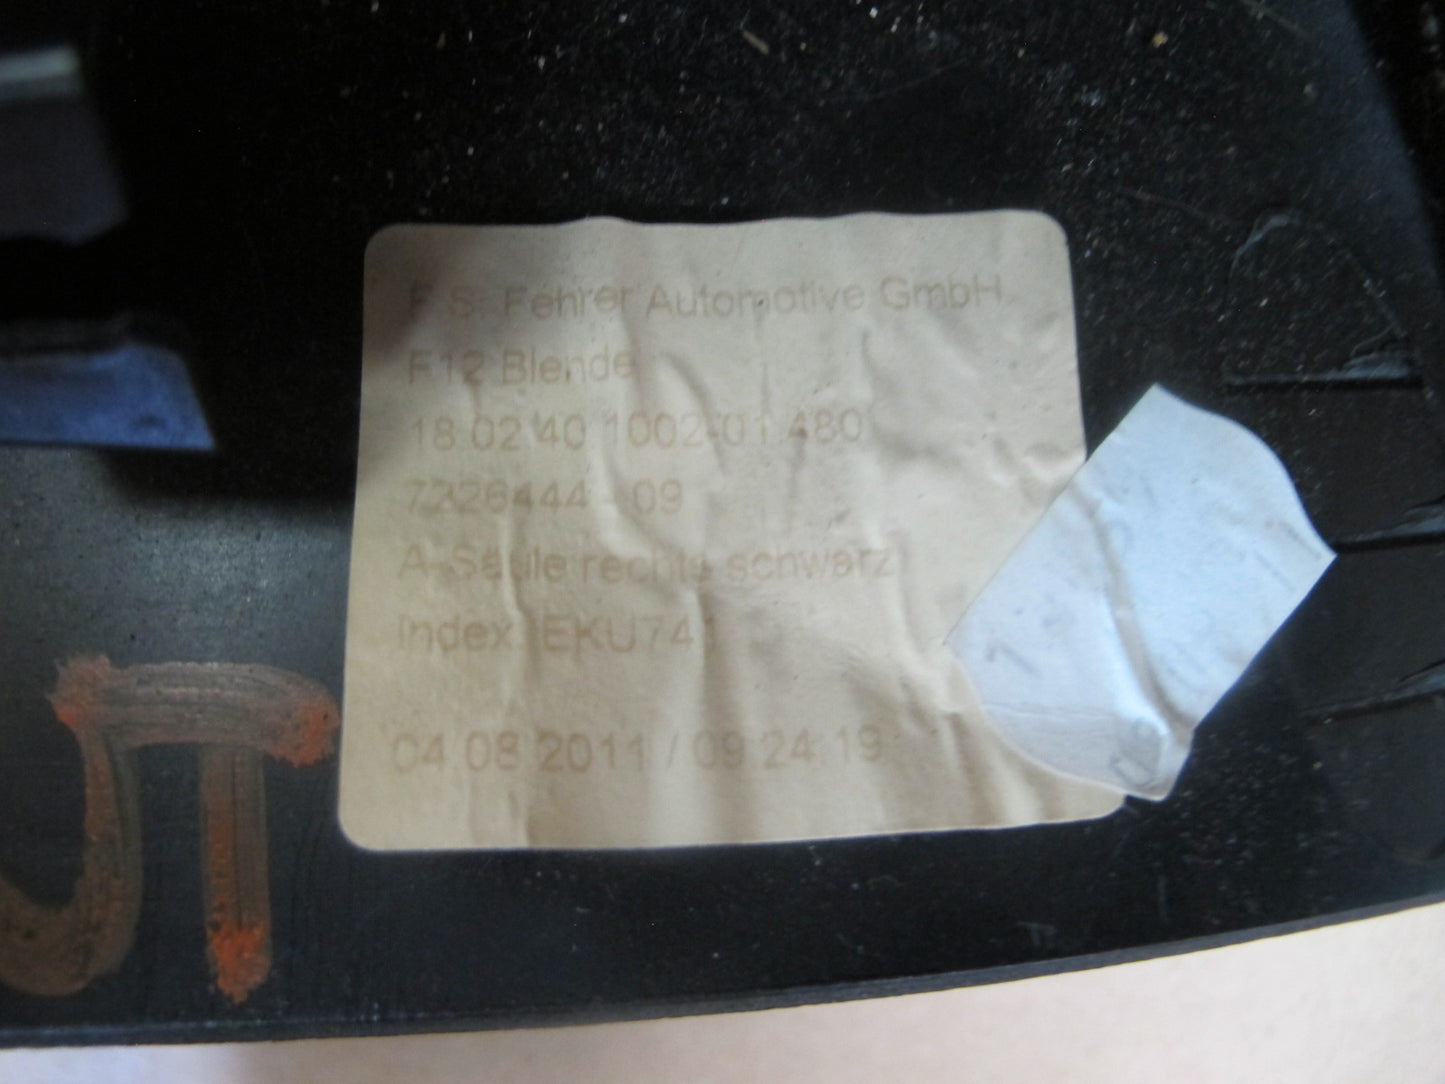 F.S. Fehrer Automotive GmbH
F12 Blende
18.02.40.1002-01.480
7226444 - 09
A-Säule rechts schwarz
Index: EKU741
04.08.2011 / 09:24:19